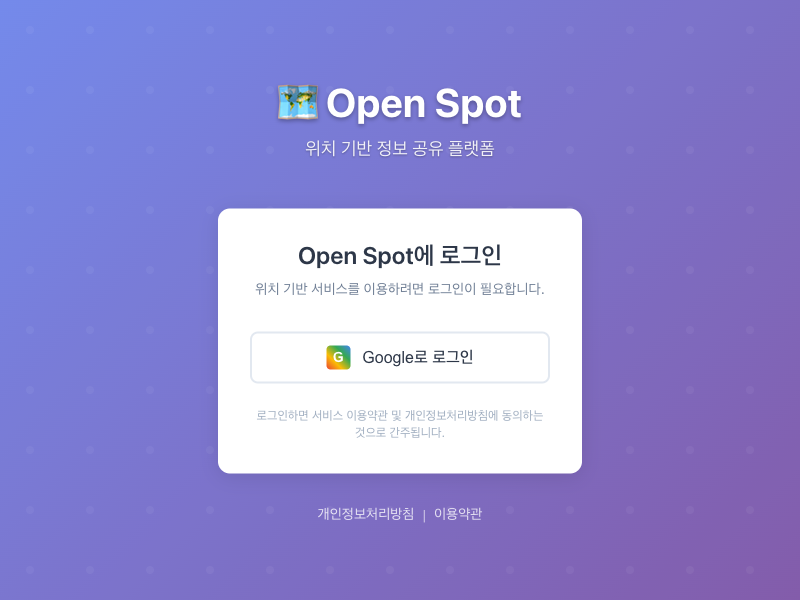 Open Spot
위치 기반 정보 공유 플랫폼
Open Spot에 로그인
위치 기반 서비스를 이용하려면 로그인이 필요합니다.
G Google로 로그인
로그인하면 서비스 이용약관 및 개인정보처리방침에 동의하는
것으로 간주됩니다.
개인정보처리방침 | 이용약관